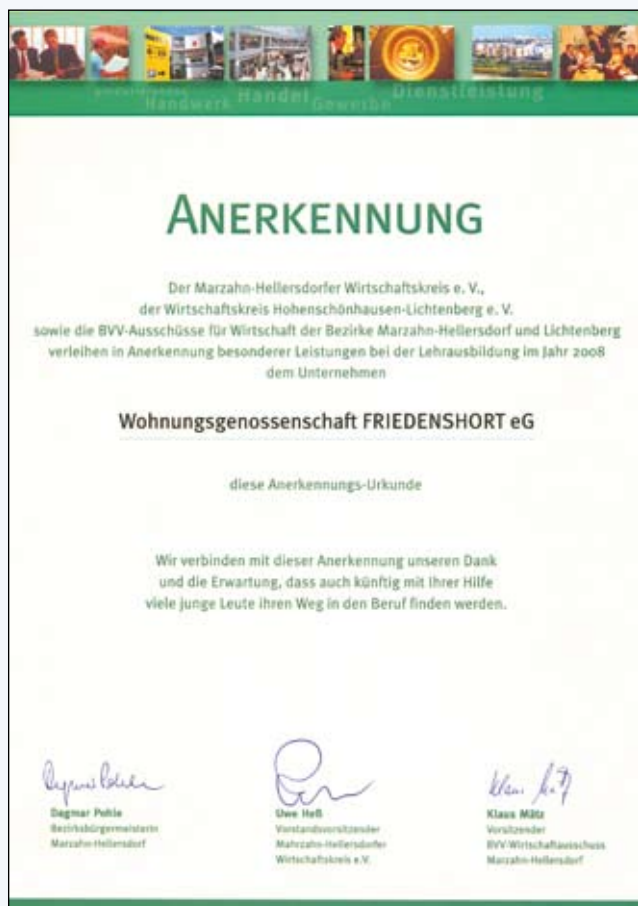 Handwerk Handel Gewerbe Dienstleistung
ANERKENNUNG
Der Marzahn-Hellersdorfer Wirtschaftskreis e. V.,
der Wirtschaftskreis Hohenschönhausen-Lichtenberg e. V.
sowie die BVV-Ausschüsse für Wirtschaft der Bezirke Marzahn-Hellersdorf und Lichtenberg
verleihen in Anerkennung besonderer Leistungen bei der Lehrausbildung im Jahr 2008
dem Unternehmen
Wohnungsgenossenschaft FRIEDENSHORT eG
diese Anerkennungs-Urkunde
Wir verbinden mit dieser Anerkennung unseren Dank
und die Erwartung, dass auch künftig mit Ihrer Hilfe
viele junge Leute ihren Weg in den Beruf finden werden.
Dagmar Pohle
Bezirksbürgermeisterin
Marzahn-Hellersdorf
Uwe Heß
Vorstandsvorsitzender
Mahrzahn-Hellersdorfer
Wirtschaftskreis e.V.
Klaus Mätz
Vorsitzender
BVV-Wirtschaftausschuss
Marzahn-Hellersdorf